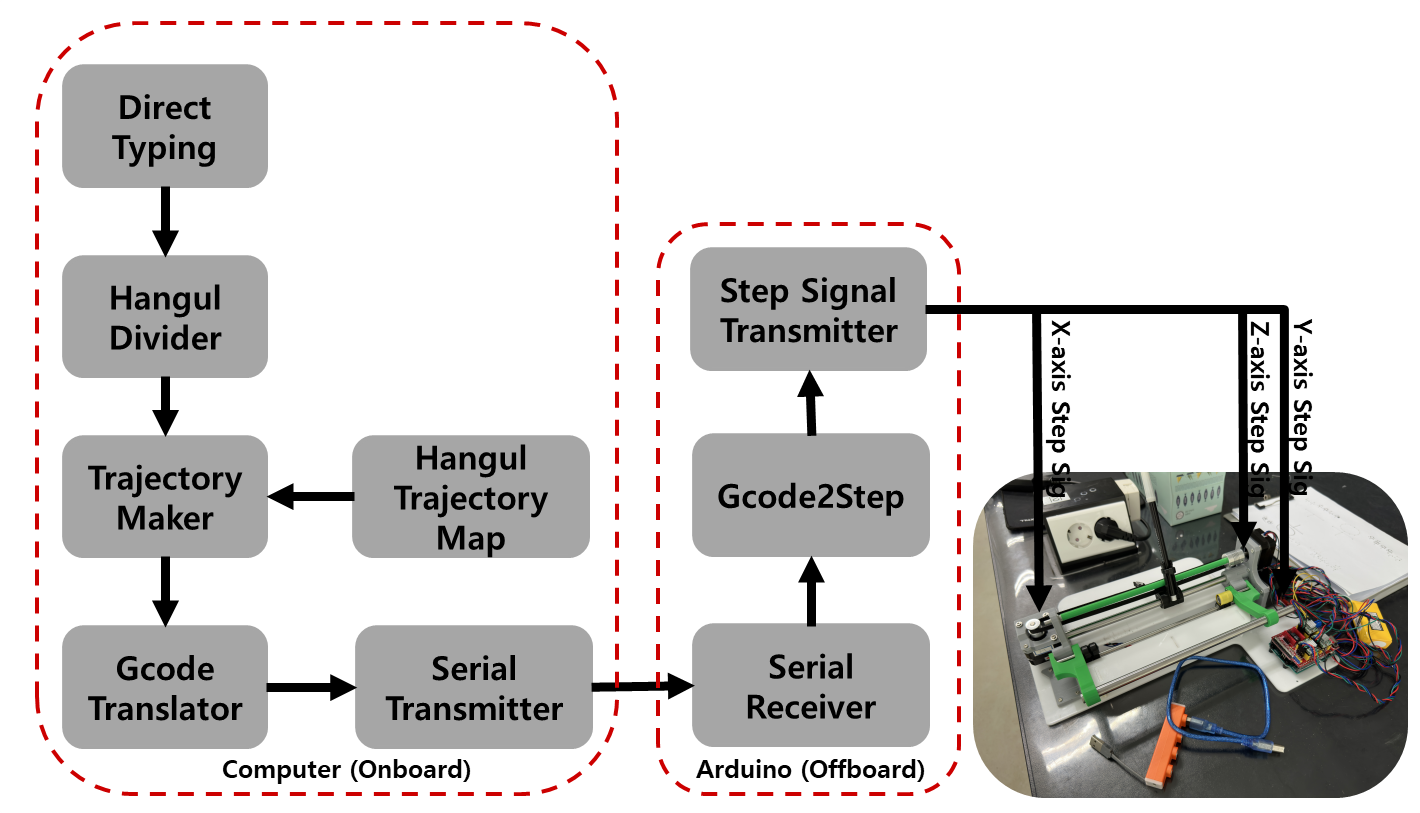 Direct
Typing
Hangul
Divider
Trajectory
Maker
Hangul
Trajectory
Map
Gcode
Translator
Serial
Transmitter
Computer (Onboard)
Step Signal
Transmitter
Gcode2Step
Serial
Receiver
Arduino (Offboard)
X-axis Step Sig
Z-axis Step Sig
Y-axis Step Sig